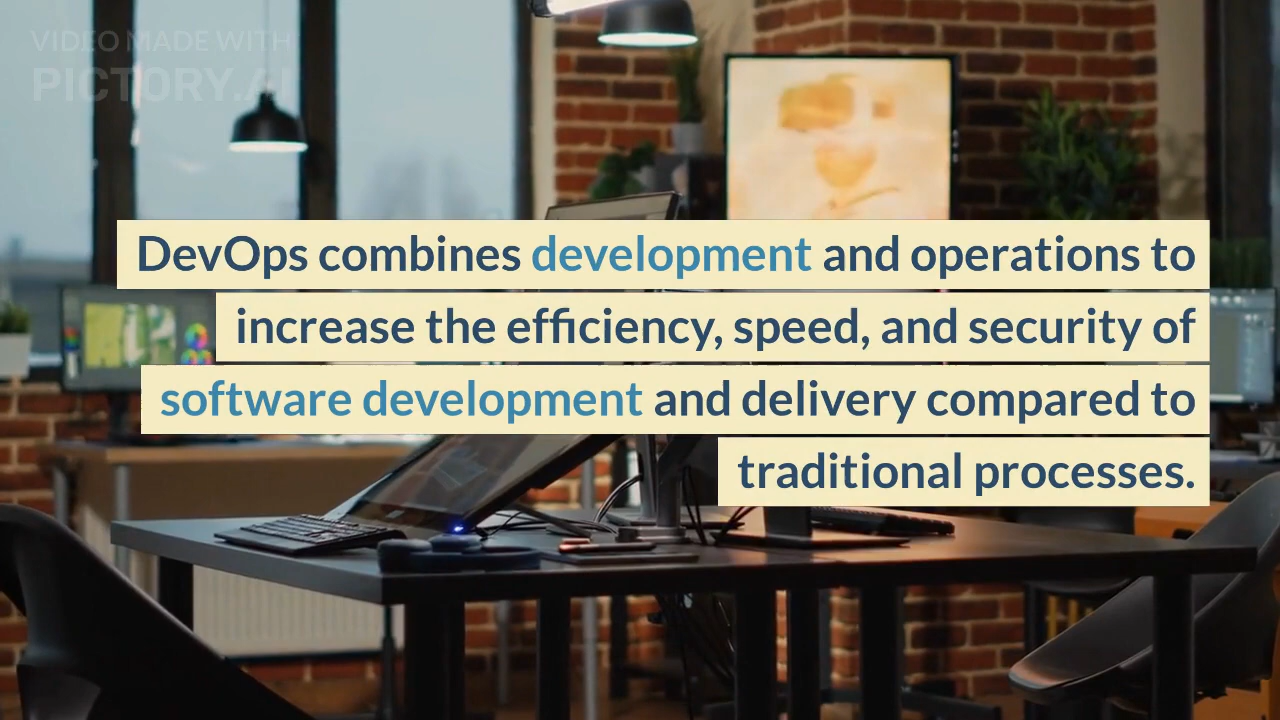 VIDEO MADE WITH
PICTORY.AI
DevOps combines development and operations to
increase the efficiency, speed, and security of
software development and delivery compared to
traditional processes.